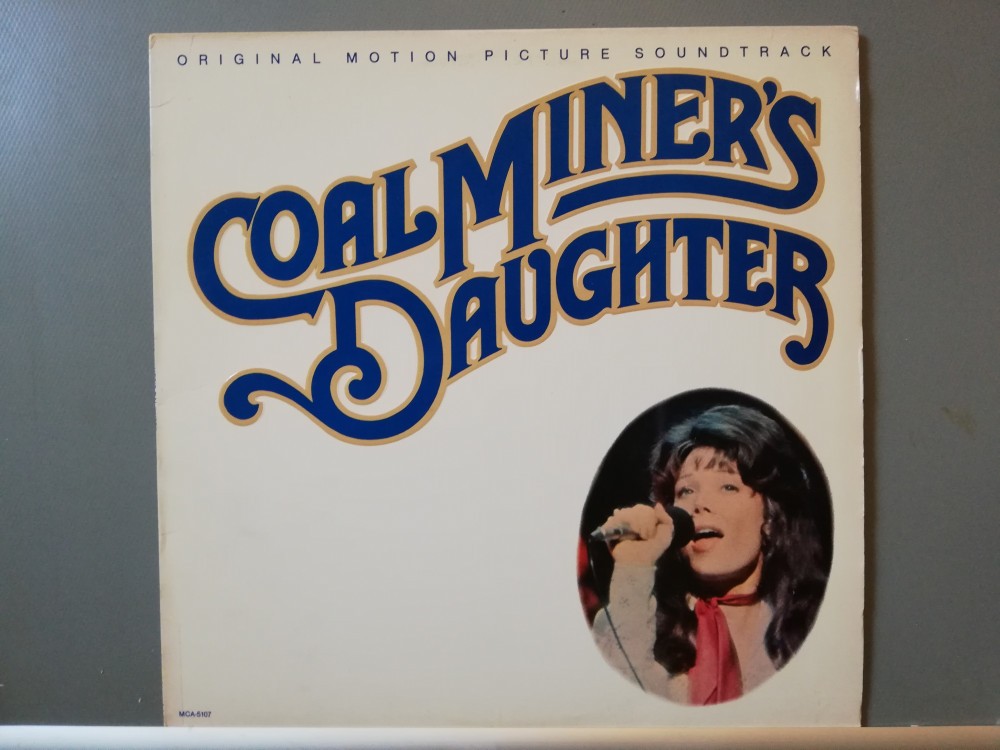 ORIGINAL MOTION PICTURE SOUNDTRACK
COAL MINER'S
DAUGHTER
MCA-5107